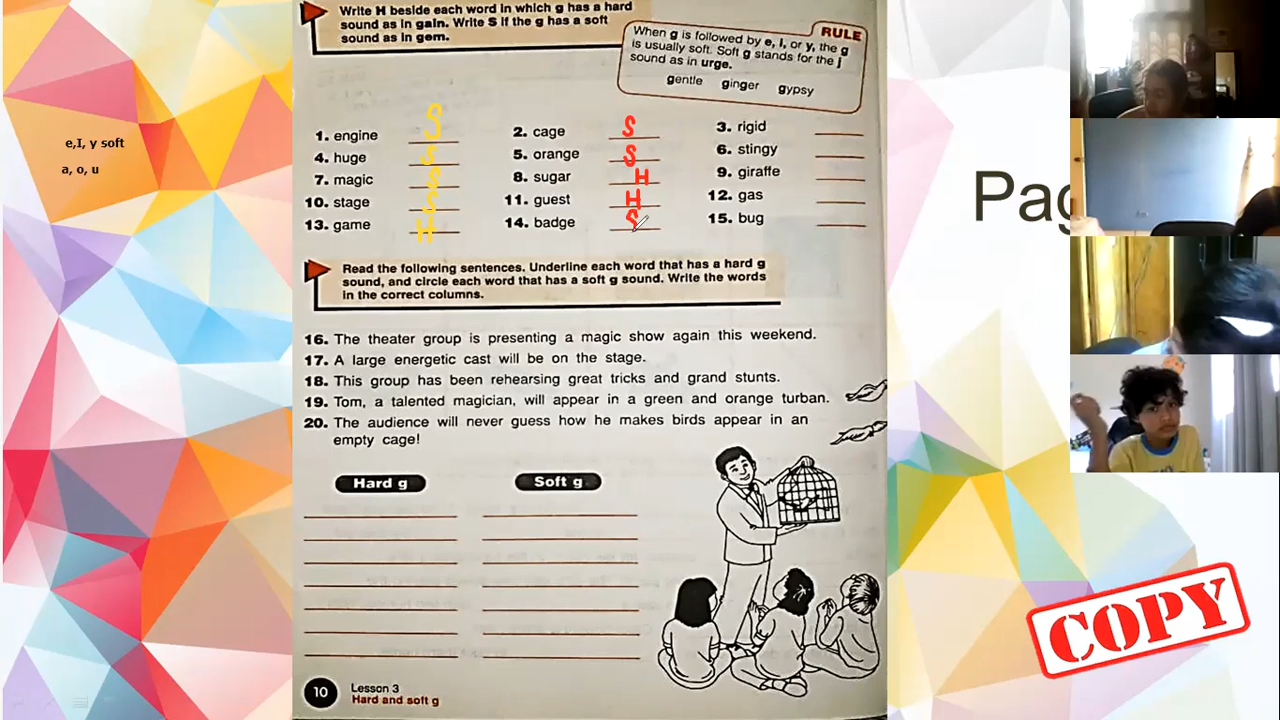 Write H beside each word in which g has a hard
sound as in gain. Write S if the g has a soft
sound as in gem.
RULE
When g is followed by e, i, or y, the g
is usually soft. Soft g stands for the j
sound as in urge.
gentle ginger gypsy
e,I, y soft
a, o, u
1. engine S 2. cage S 3. rigid
4. huge S 5. orange S 6. stingy
7. magic S 8. sugar H 9. giraffe
10. stage S 11. guest H 12. gas
13. game H 14. badge S 15. bug
Read the following sentences. Underline each word that has a hard g
sound, and circle each word that has a soft g sound. Write the words
in the correct columns.
16. The theater group is presenting a magic show again this weekend.
17. A large energetic cast will be on the stage.
18. This group has been rehearsing great tricks and grand stunts.
19. Tom, a talented magician, will appear in a green and orange turban.
20. The audience will never guess how he makes birds appear in an
empty cage!
Hard g Soft g
10 Lesson 3
Hard and soft g
Pag
COPY